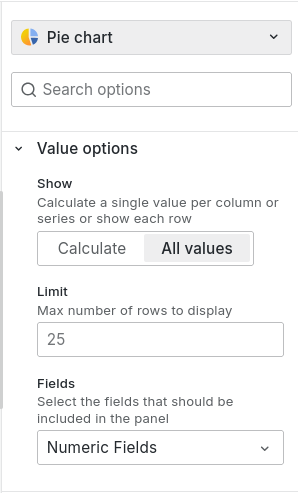 Pie chart
Search options
Value options
Show
Calculate a single value per column or
series or show each row
Calculate
All values
Limit
Max number of rows to display
25
Fields
Select the fields that should be
included in the panel
Numeric Fields